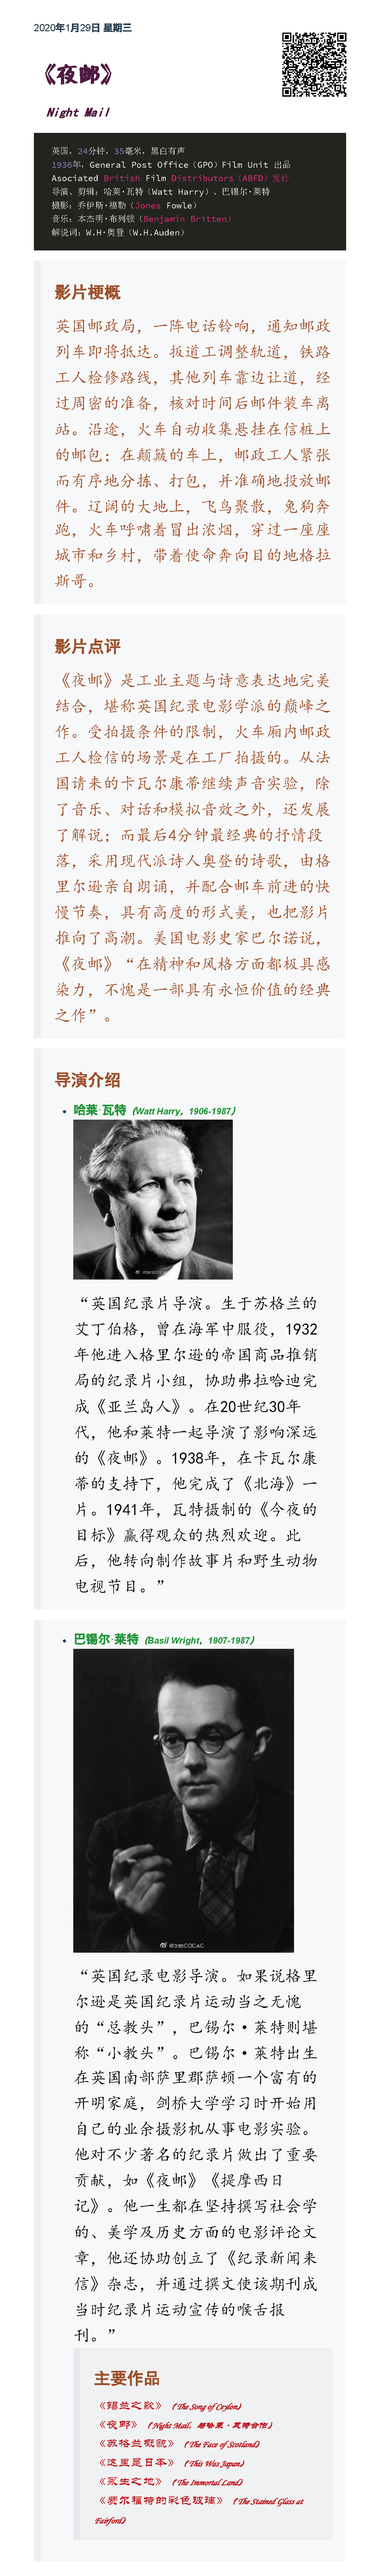 2020年1月29日 星期三
《夜邮》
Night Mail
英国，24分钟，35毫米，黑白有声
1936年，General Post Office（GPO）Film Unit 出品
Asociated British Film Distributors（ABFD）发行
导演、剪辑：哈莱·瓦特（Watt Harry）、巴锡尔·莱特
摄影：乔伊斯·福勒（Jones Fowle）
音乐：本杰明·布列顿（Benjamin Britten）
解说词：W.H·奥登（W.H.Auden）
影片梗概
英国邮政局，一阵电话铃响，通知邮政
列车即将抵达。扳道工调整轨道，铁路
工人检修路线，其他列车靠边让道，经
过周密的准备，核对时间后邮件装车离
站。沿途，火车自动收集悬挂在信桩上
的邮包；在颠簸的车上，邮政工人紧张
而有序地分拣、打包，并准确地投放邮
件。辽阔的大地上，飞鸟聚散，兔狗奔
跑，火车呼啸着冒出浓烟，穿过一座座
城市和乡村，带着使命奔向目的地格拉
斯哥。
影片点评
《夜邮》是工业主题与诗意表达地完美
结合，堪称英国纪录电影学派的巅峰之
作。受拍摄条件的限制，火车厢内邮政
工人检信的场景是在工厂拍摄的。从法
国请来的卡瓦尔康蒂继续声音实验，除
了音乐、对话和模拟音效之外，还发展
了解说；而最后4分钟最经典的抒情段
落，采用现代派诗人奥登的诗歌，由格
里尔逊亲自朗诵，并配合邮车前进的快
慢节奏，具有高度的形式美，也把影片
推向了高潮。美国电影史家巴尔诺说，
《夜邮》“在精神和风格方面都极具感
染力，不愧是一部具有永恒价值的经典
之作”。
导演介绍
哈莱·瓦特（Watt Harry，1906-1987）
“英国纪录片导演。生于苏格兰的
艾丁伯格，曾在海军中服役，1932
年他进入格里尔逊的帝国商品推销
局的纪录片小组，协助弗拉哈迪完
成《亚兰岛人》。在20世纪30年
代，他和莱特一起导演了影响深远
的《夜邮》。1938年，在卡瓦尔康
蒂的支持下，他完成了《北海》一
片。1941年，瓦特摄制的《今夜的
目标》赢得观众的热烈欢迎。此
后，他转向制作故事片和野生动物
电视节目。”
巴锡尔·莱特（Basil Wright，1907-1987）
@3时COCAC
“英国纪录电影导演。如果说格里
尔逊是英国纪录片运动当之无愧
的“总教头”，巴锡尔·莱特则堪
称“小教头”。巴锡尔·莱特出生
在英国南部萨里郡萨顿一个富有的
开明家庭，剑桥大学学习时开始用
自己的业余摄影机从事电影实验。
他对不少著名的纪录片做出了重要
贡献，如《夜邮》《提摩西日
记》。他一生都在坚持撰写社会学
的、美学及历史方面的电影评论文
章，他还协助创立了《纪录新闻来
信》杂志，并通过撰文使该期刊成
当时纪录片运动宣传的喉舌报
刊。”
主要作品
《锡兰之歌》（The Song of Ceylon）
《夜邮》（Night Mail，与哈莱·瓦特合作）
《苏格兰概貌》（The Face of Scotland）
《这里是日本》（This Was Japan）
《永生之地》（The Immortal Land）
《费尔福特的彩色玻璃》（The Stained Glass at
Fairford）